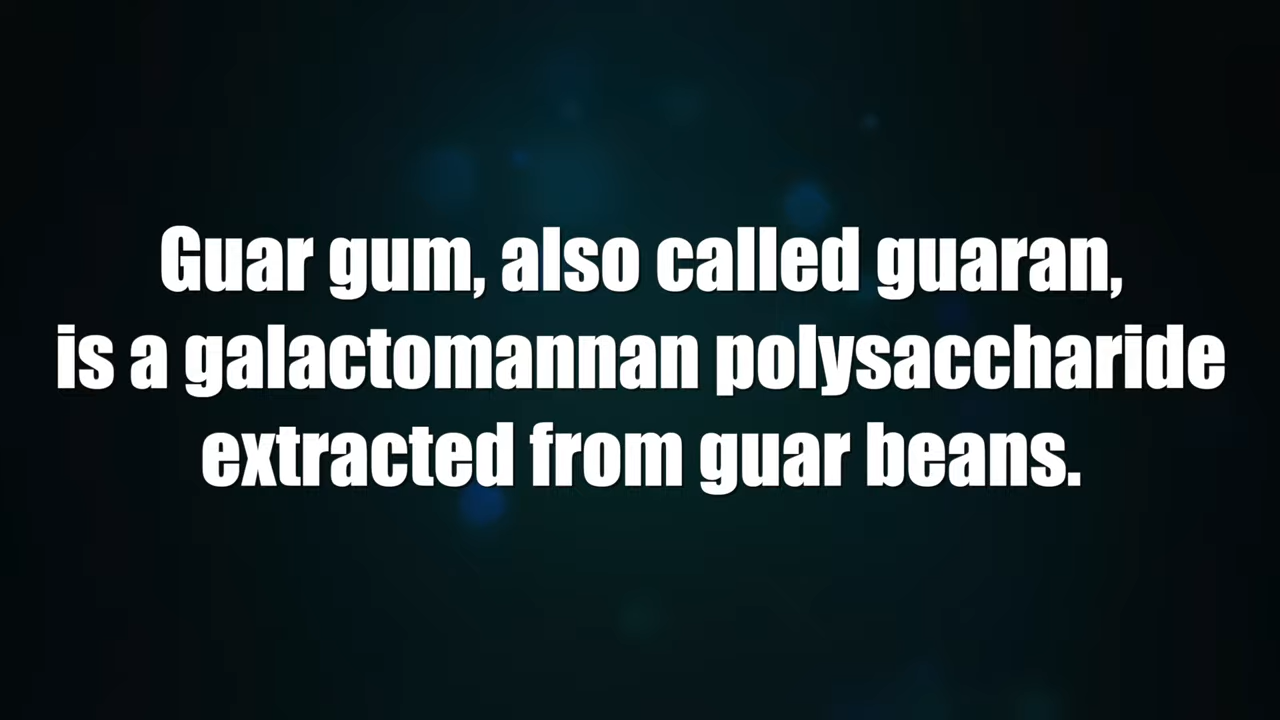 Guar gum, also called guaran,
is a galactomannan polysaccharide
extracted from guar beans.